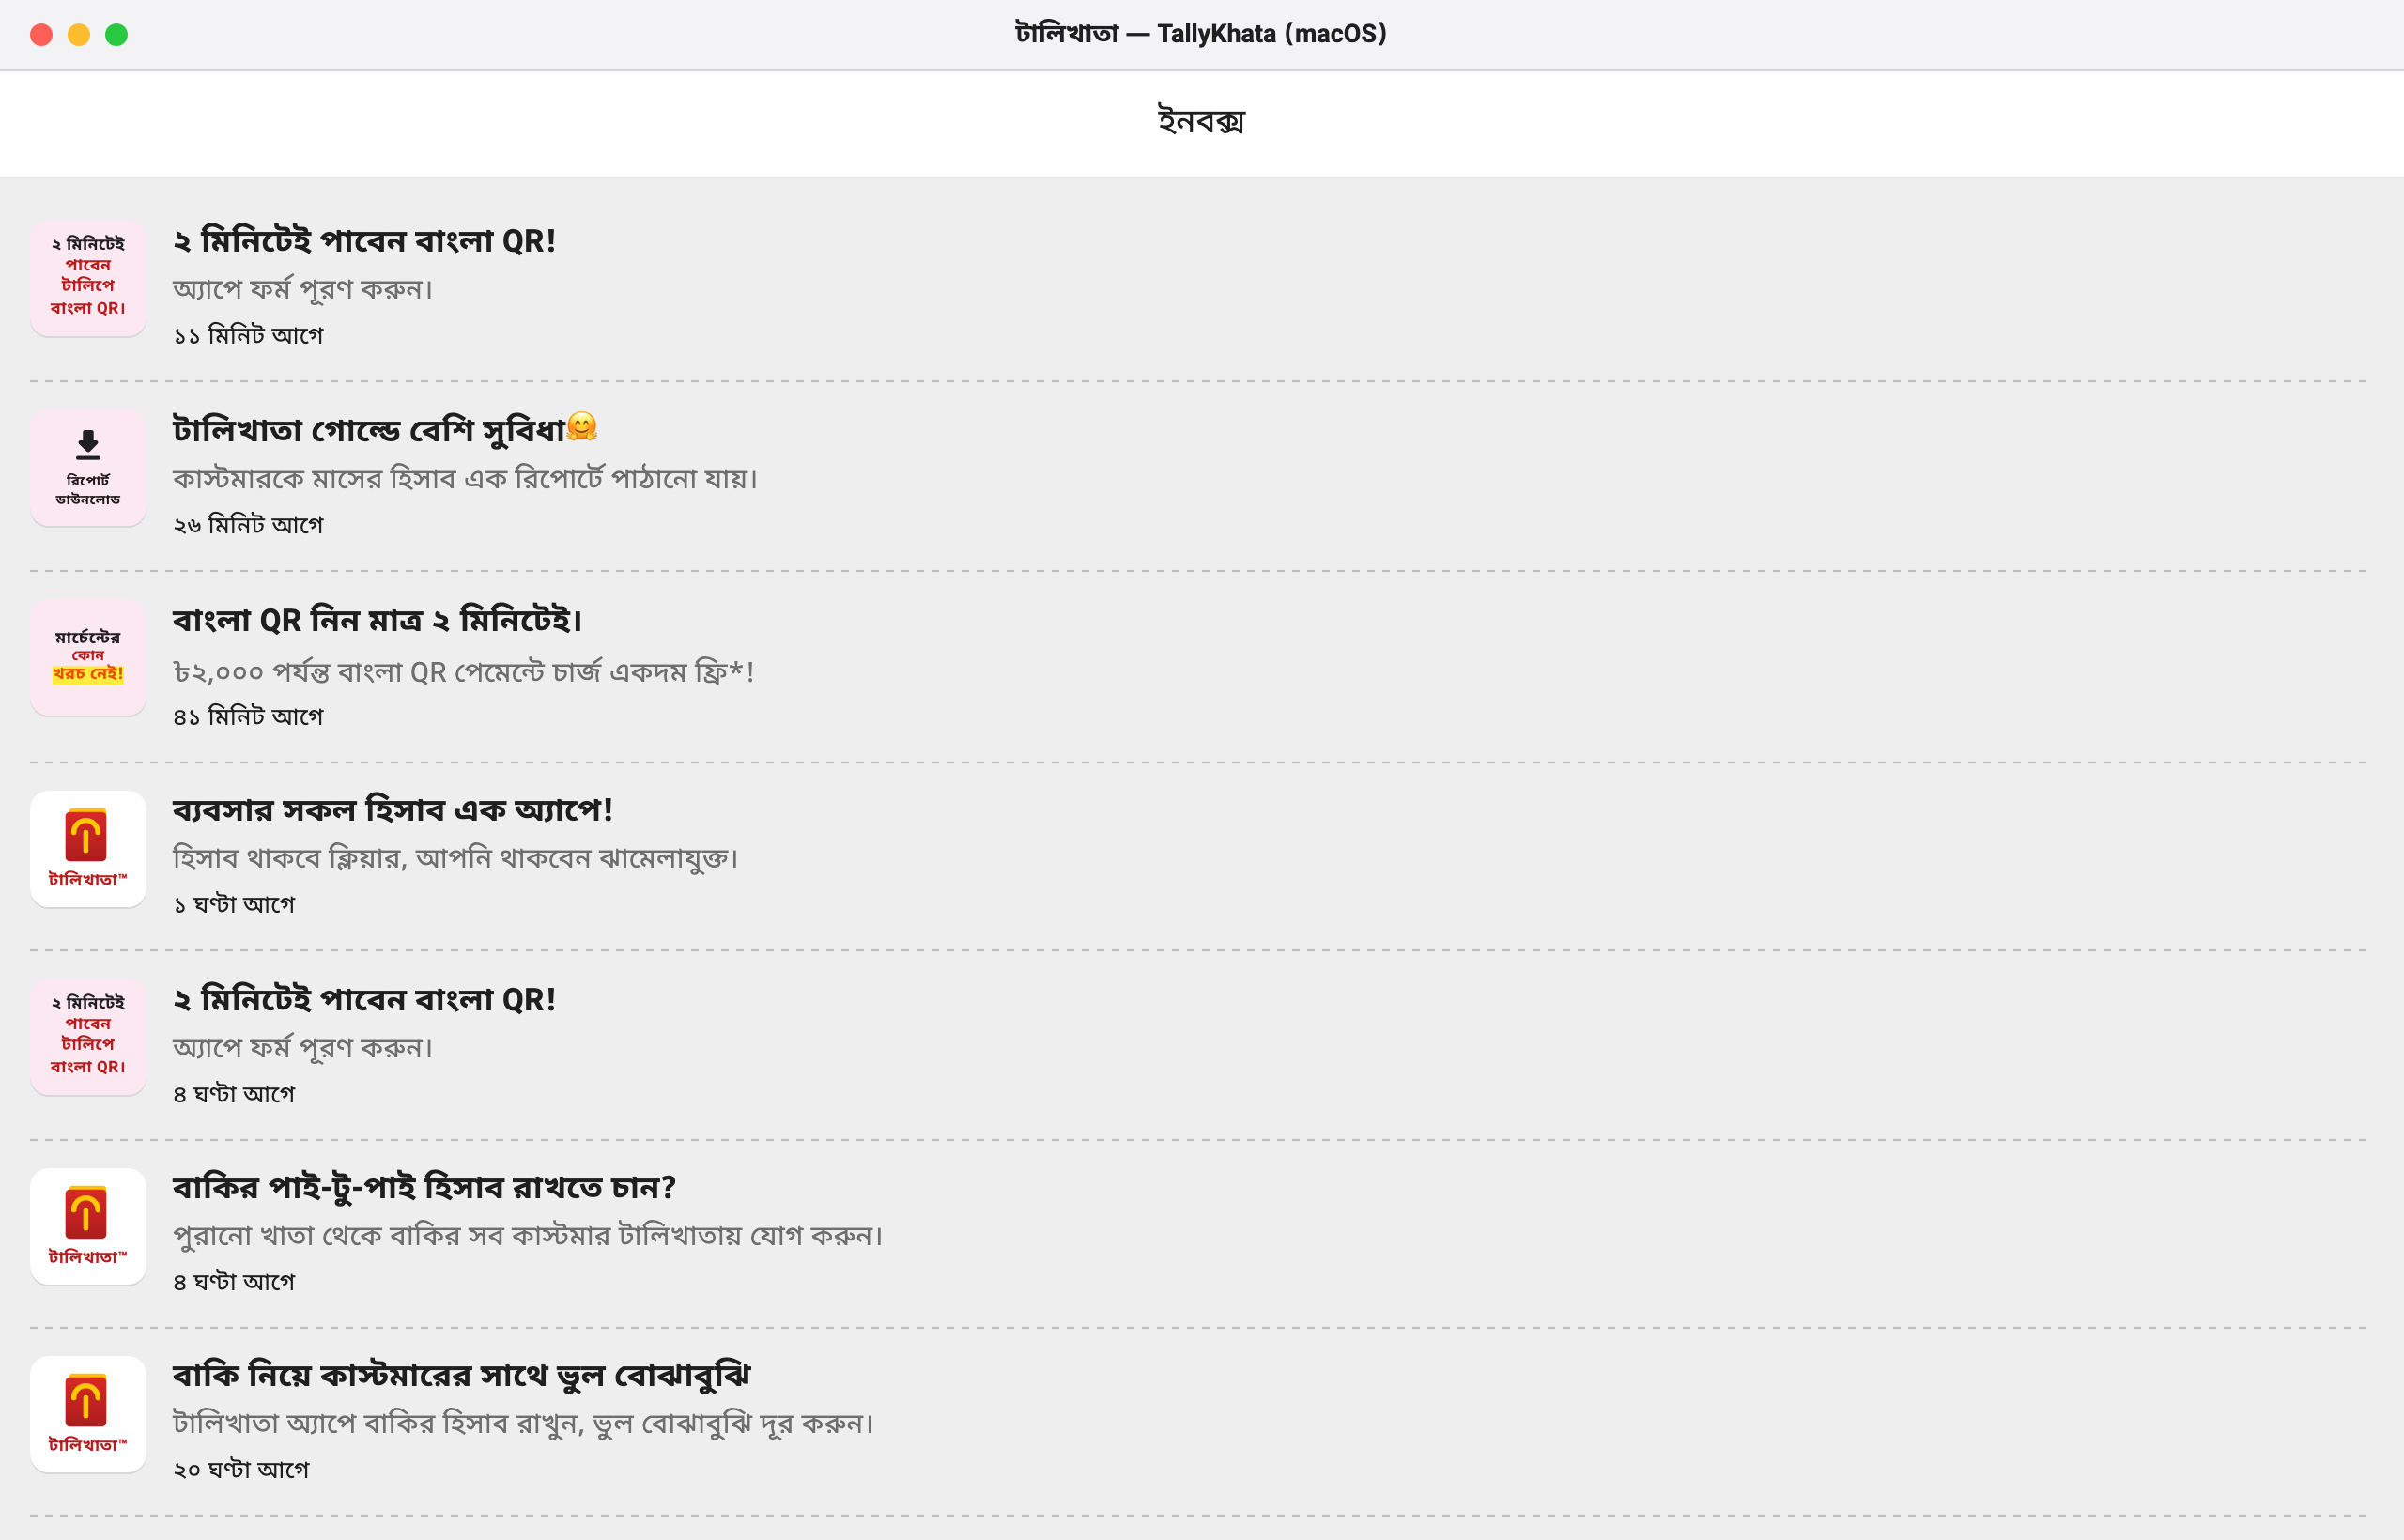 টালিখাতা — TallyKhata (macOS)
ইনবক্স
২ মিনিটেই
পাবেন
টালিপে
বাংলা QR।
২ মিনিটেই পাবেন বাংলা QR!
অ্যাপে ফর্ম পূরণ করুন।
১১ মিনিট আগে
রিপোর্ট
ডাউনলোড
টালিখাতা গোল্ডে বেশি সুবিধা🤗
কাস্টমারকে মাসের হিসাব এক রিপোর্টে পাঠানো যায়।
২৬ মিনিট আগে
মার্চেন্টের
কোন
খরচ নেই!
বাংলা QR নিন মাত্র ২ মিনিটেই।
৳২,০০০ পর্যন্ত বাংলা QR পেমেন্টে চার্জ একদম ফ্রি*!
৪১ মিনিট আগে
টালিখাতা™
ব্যবসার সকল হিসাব এক অ্যাপে!
হিসাব থাকবে ক্লিয়ার, আপনি থাকবেন ঝামেলাযুক্ত।
১ ঘণ্টা আগে
২ মিনিটেই
পাবেন
টালিপে
বাংলা QR।
২ মিনিটেই পাবেন বাংলা QR!
অ্যাপে ফর্ম পূরণ করুন।
৪ ঘণ্টা আগে
টালিখাতা™
বাকির পাই-টু-পাই হিসাব রাখতে চান?
পুরানো খাতা থেকে বাকির সব কাস্টমার টালিখাতায় যোগ করুন।
৪ ঘণ্টা আগে
টালিখাতা™
বাকি নিয়ে কাস্টমারের সাথে ভুল বোঝাবুঝি
টালিখাতা অ্যাপে বাকির হিসাব রাখুন, ভুল বোঝাবুঝি দূর করুন।
২০ ঘণ্টা আগে